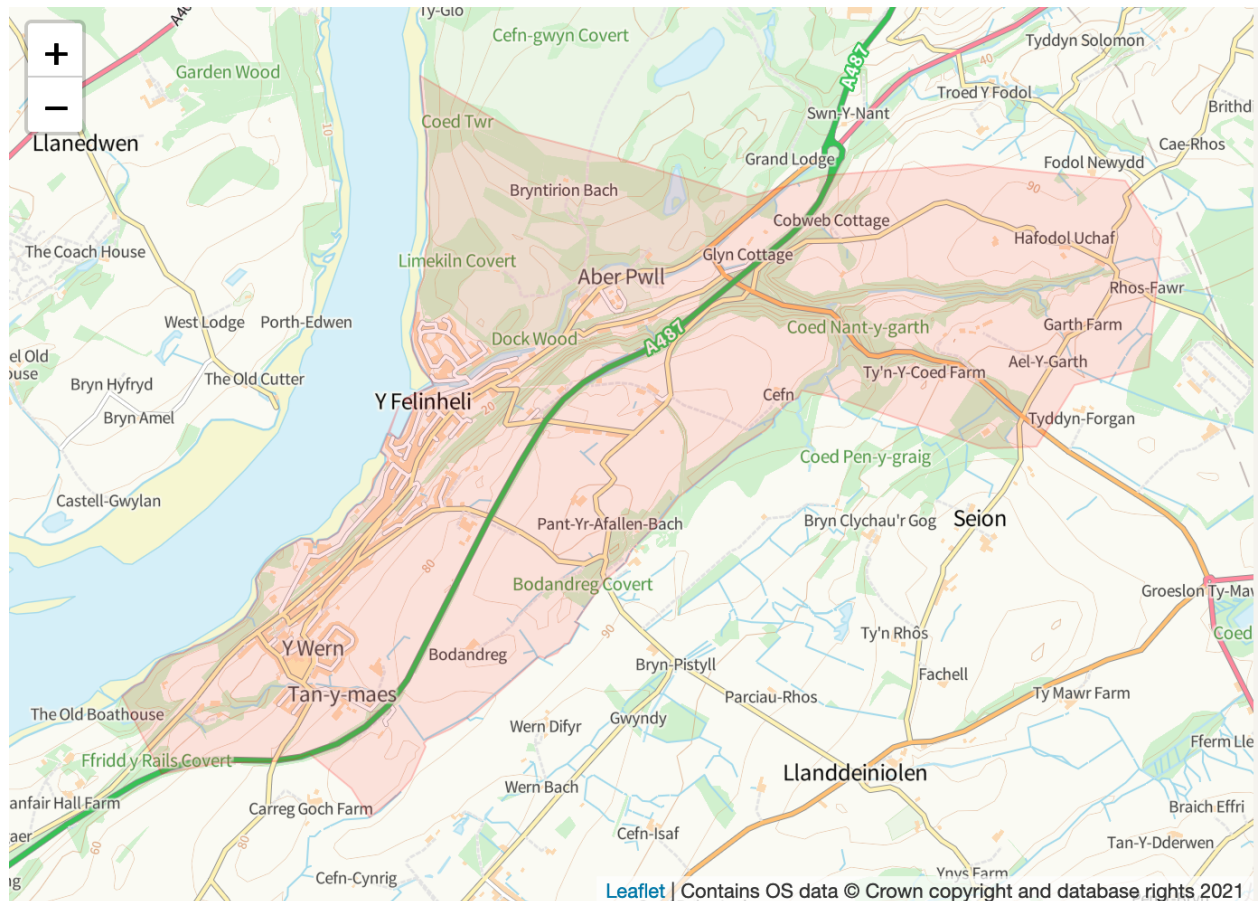 +
−
Ty-Glo
Cefn-gwyn Covert
Tyddyn Solomon
Garden Wood
A487
40
Troed Y Fodol
Swn-Y-Nant
Coed Twr
10
Llanedwen
Grand Lodge
Fodol Newydd
Cae-Rhos
Bryntirion Bach
90
Cobweb Cottage
Hafodol Uchaf
The Coach House
Limekiln Covert
Glyn Cottage
Aber Pwll
Rhos-Fawr
West Lodge
Porth-Edwen
Dock Wood
A487
Coed Nant-y-garth
Garth Farm
Ael-Y-Garth
Bryn Hyfryd
The Old Cutter
Ty'n-Y-Coed Farm
Cefn
Y Felinheli
20
Bryn Amel
Tyddyn-Forgan
Coed Pen-y-graig
Castell-Gwylan
Pant-Yr-Afallen-Bach
Bryn Clychau'r Gog
Seion
80
Bodandreg Covert
Groeslon Ty-Maw
Coed
90
Ty'n Rhôs
Y Wern
Bodandreg
Bryn-Pistyll
Fachell
Tan-y-maes
Parciau-Rhos
Ty Mawr Farm
The Old Boathouse
Gwyndy
Wern Difyr
Fferm Lle
Ffridd y Rails Covert
Llanddeiniolen
Wern Bach
anfair Hall Farm
Carreg Goch Farm
Braich Effri
aer
60
Cefn-Isaf
Tan-Y-Dderwen
Cefn-Cynrig
Ynys Farm
ng
Leaflet | Contains OS data © Crown copyright and database rights 2021